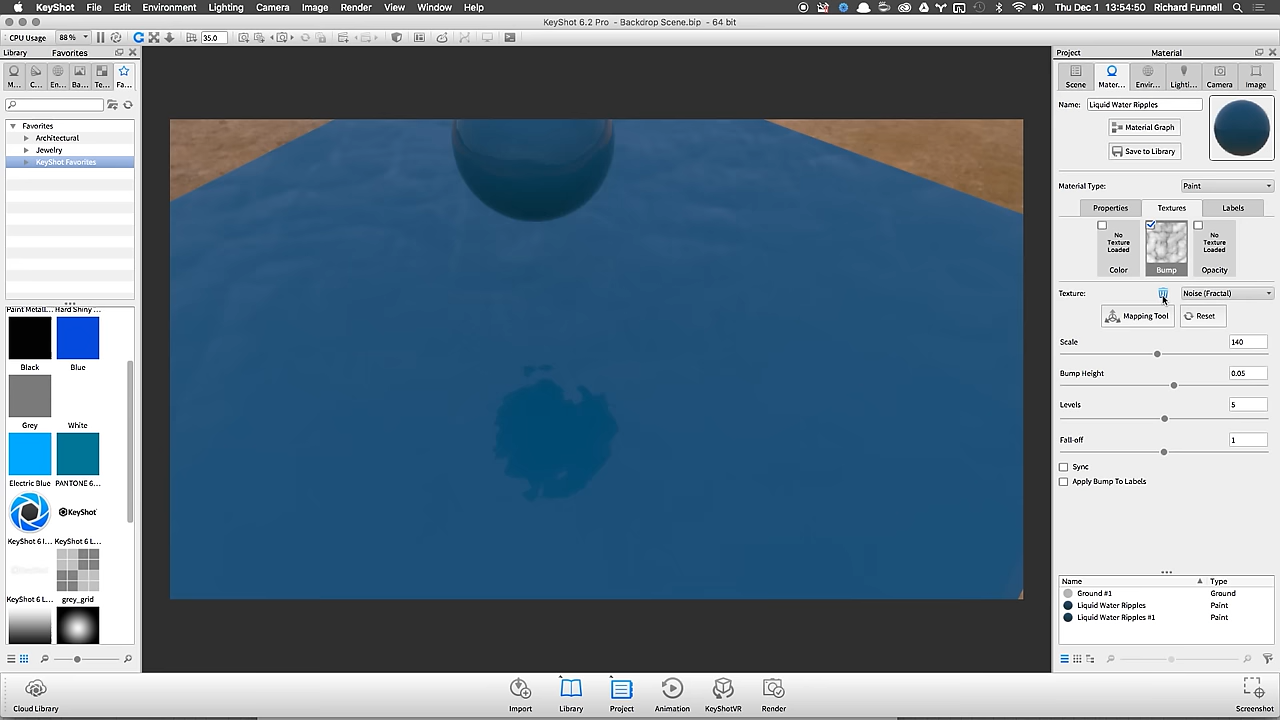 KeyShot File Edit Environment Lighting Camera Image Render View Window Help Thu Dec 1 13:54:50 Richard Funnell
KeyShot 6.2 Pro - Backdrop Scene.bip - 64 bit
CPU Usage 88 % 35.0
Library Favorites
M... C... En... Ba... Te... Fa...
Favorites
Architectural
Jewelry
KeyShot Favorites
Paint Metall... Hard Shiny ...
Black Blue
Grey White
Electric Blue PANTONE 6...
KeyShot
KeyShot 6 I... KeyShot 6 L...
KeyShot 6 L... grey_grid
Project Material
Scene Mater... Envir... Lighti... Camera Image
Name: Liquid Water Ripples
Material Graph
Save to Library
Material Type: Paint
Properties Textures Labels
No Texture Loaded No Texture Loaded
Color Bump Opacity
Texture: Noise (Fractal)
Mapping Tool Reset
Scale 140
Bump Height 0.05
Levels 5
Fall-off 1
Sync
Apply Bump To Labels
Name Type
Ground #1 Ground
Liquid Water Ripples Paint
Liquid Water Ripples #1 Paint
Cloud Library Import Library Project Animation KeyShotVR Render Screenshot